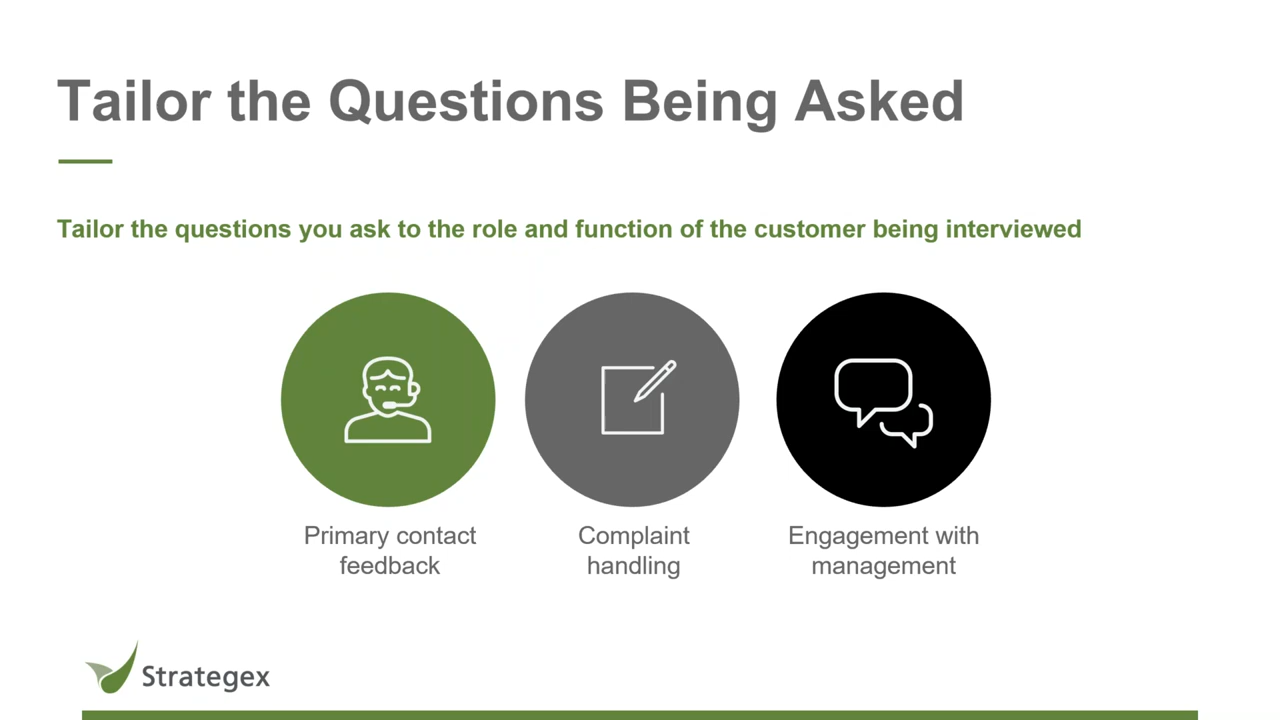 Tailor the Questions Being Asked
Tailor the questions you ask to the role and function of the customer being interviewed
Primary contact
feedback
Complaint
handling
Engagement with
management
Strategex